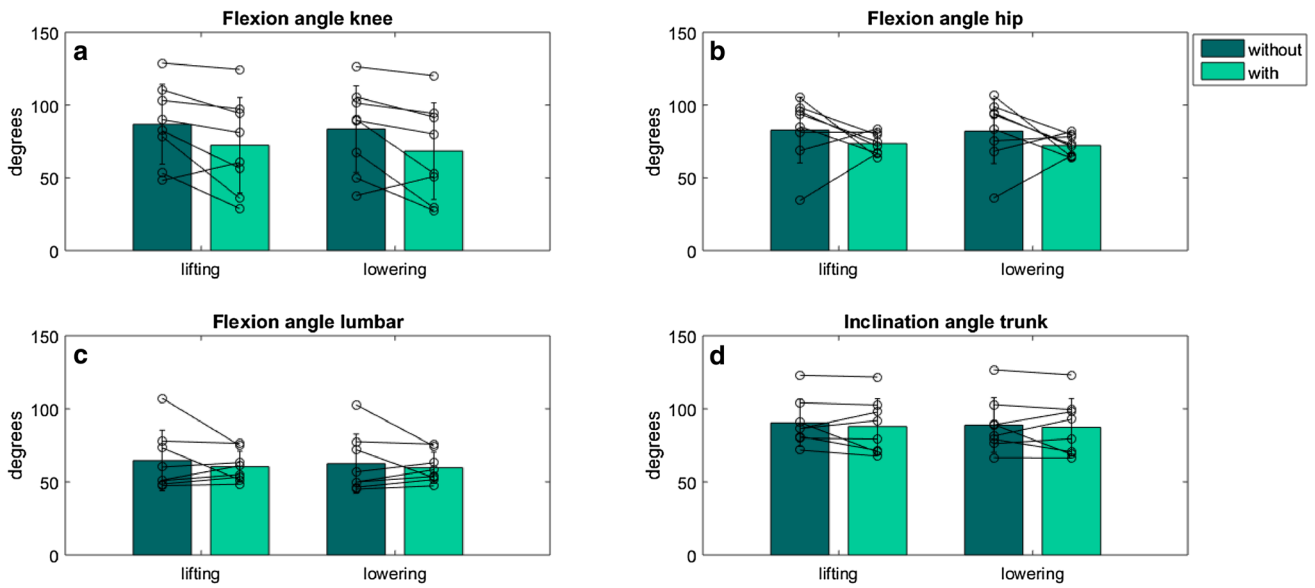 Flexion angle knee
a
150
100
50
0
degrees
lifting
lowering
Flexion angle hip
b
150
100
50
0
degrees
lifting
lowering
without
with
Flexion angle lumbar
c
150
100
50
0
degrees
lifting
lowering
Inclination angle trunk
d
150
100
50
0
degrees
lifting
lowering